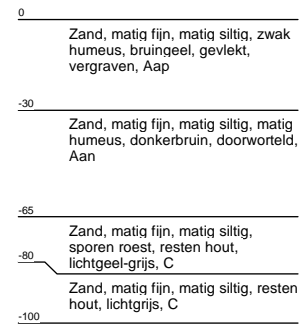 0
Zand, matig fijn, matig siltig, zwak
humeus, bruingeel, gevlekt,
vergraven, Aap
-30
Zand, matig fijn, matig siltig, matig
humeus, donkerbruin, doorworteld,
Aan
-65
Zand, matig fijn, matig siltig,
sporen roest, resten hout,
lichtgeel-grijs, C
-80
Zand, matig fijn, matig siltig, resten
hout, lichtgrijs, C
-100